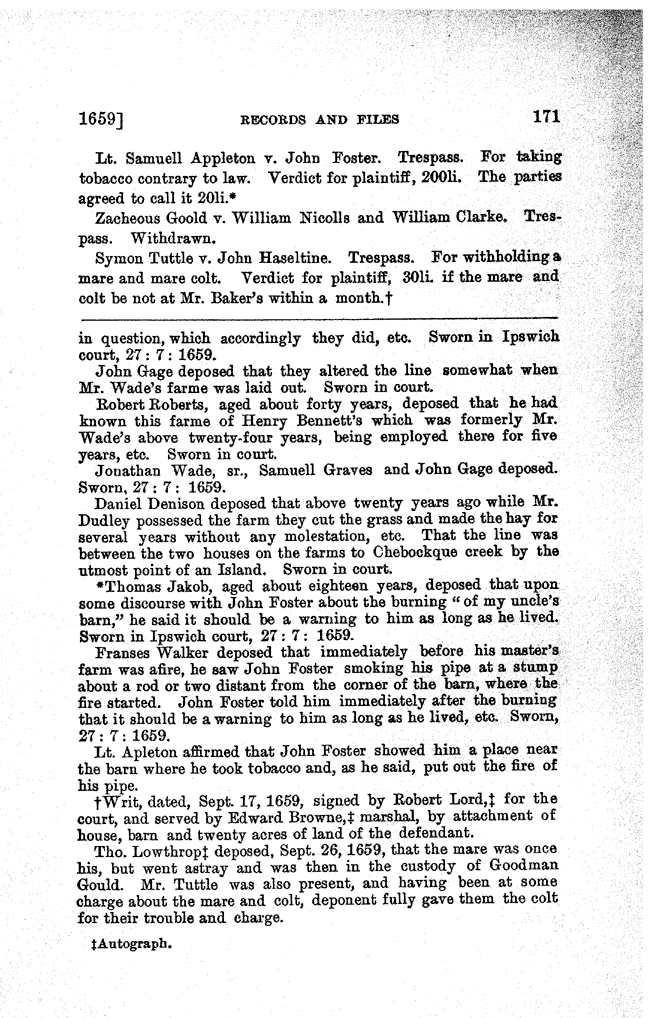 1659] RECORDS AND FILES 171
Lt. Samuell Appleton v. John Foster. Trespass. For taking
tobacco contrary to law. Verdict for plaintiff, 200li. The parties
agreed to call it 20li.*
Zacheous Goold v. William Nicolls and William Clarke. Tres-
pass. Withdrawn.
Symon Tuttle v. John Haseltine. Trespass. For withholding a
mare and mare colt. Verdict for plaintiff, 30li. if the mare and
colt be not at Mr. Baker's within a month.†
in question, which accordingly they did, etc. Sworn in Ipswich
court, 27 : 7 : 1659.
John Gage deposed that they altered the line somewhat when
Mr. Wade's farme was laid out. Sworn in court.
Robert Roberts, aged about forty years, deposed that he had
known this farme of Henry Bennett's which was formerly Mr.
Wade's above twenty-four years, being employed there for five
years, etc. Sworn in court.
Jonathan Wade, sr., Samuell Graves and John Gage deposed.
Sworn, 27 : 7 : 1659.
Daniel Denison deposed that above twenty years ago while Mr.
Dudley possessed the farm they cut the grass and made the hay for
several years without any molestation, etc. That the line was
between the two houses on the farms to Chebockque creek by the
utmost point of an Island. Sworn in court.
*Thomas Jakob, aged about eighteen years, deposed that upon
some discourse with John Foster about the burning "of my uncle's
barn," he said it should be a warning to him as long as he lived.
Sworn in Ipswich court, 27 : 7 : 1659.
Franses Walker deposed that immediately before his master's
farm was afire, he saw John Foster smoking his pipe at a stump
about a rod or two distant from the corner of the barn, where the
fire started. John Foster told him immediately after the burning
that it should be a warning to him as long as he lived, etc. Sworn,
27 : 7 : 1659.
Lt. Apleton affirmed that John Foster showed him a place near
the barn where he took tobacco and, as he said, put out the fire of
his pipe.
†Writ, dated, Sept. 17, 1659, signed by Robert Lord,‡ for the
court, and served by Edward Browne,‡ marshal, by attachment of
house, barn and twenty acres of land of the defendant.
Tho. Lowthrop‡ deposed, Sept. 26, 1659, that the mare was once
his, but went astray and was then in the custody of Goodman
Gould. Mr. Tuttle was also present, and having been at some
charge about the mare and colt, deponent fully gave them the colt
for their trouble and charge.
‡Autograph.